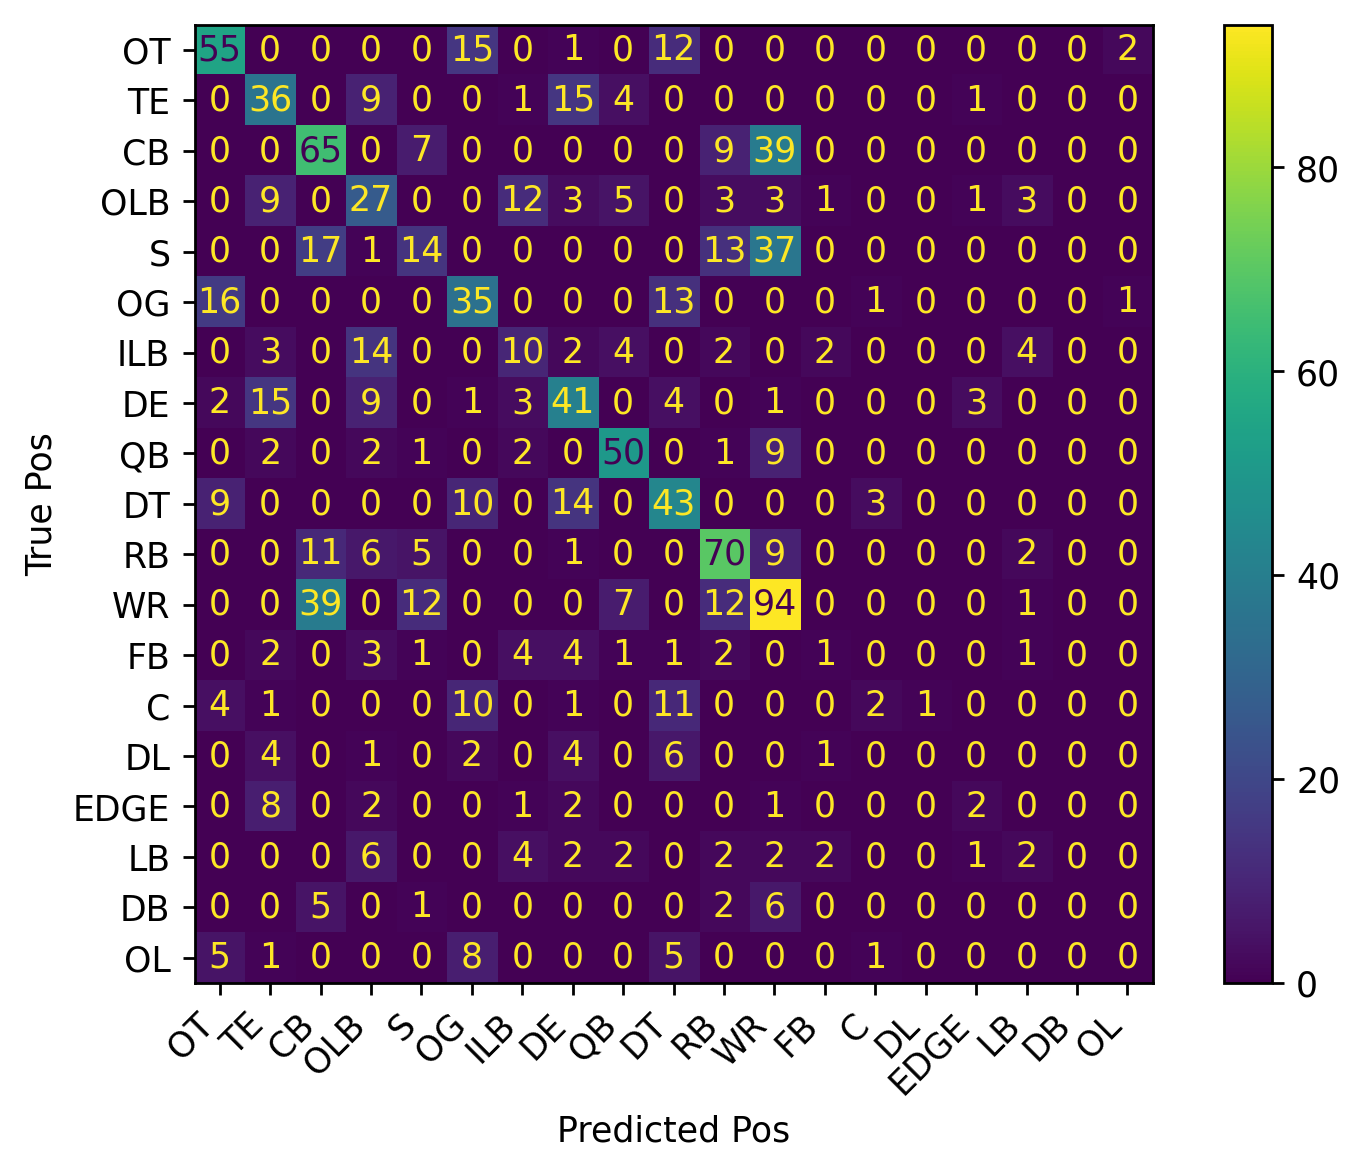 OT 55 0 0 0 0 15 0 1 0 12 0 0 0 0 0 0 0 0 2
TE 0 36 0 9 0 0 1 15 4 0 0 0 0 0 0 1 0 0 0
CB 0 0 65 0 7 0 0 0 0 0 9 39 0 0 0 0 0 0 0
OLB 0 9 0 27 0 0 12 3 5 0 3 3 1 0 0 1 3 0 0
S 0 0 17 1 14 0 0 0 0 0 13 37 0 0 0 0 0 0 0
OG 16 0 0 0 0 35 0 0 0 13 0 0 0 1 0 0 0 0 1
ILB 0 3 0 14 0 0 10 2 4 0 2 0 2 0 0 0 4 0 0
DE 2 15 0 9 0 1 3 41 0 4 0 1 0 0 0 3 0 0 0
QB 0 2 0 2 1 0 2 0 50 0 1 9 0 0 0 0 0 0 0
DT 9 0 0 0 0 10 0 14 0 43 0 0 0 3 0 0 0 0 0
RB 0 0 11 6 5 0 0 1 0 0 70 9 0 0 0 0 2 0 0
WR 0 0 39 0 12 0 0 0 7 0 12 94 0 0 0 0 1 0 0
FB 0 2 0 3 1 0 4 4 1 1 2 0 1 0 0 0 1 0 0
C 4 1 0 0 0 10 0 1 0 11 0 0 0 2 1 0 0 0 0
DL 0 4 0 1 0 2 0 4 0 6 0 0 1 0 0 0 0 0 0
EDGE 0 8 0 2 0 0 1 2 0 0 0 1 0 0 0 2 0 0 0
LB 0 0 0 6 0 0 4 2 2 0 2 2 2 0 0 1 2 0 0
DB 0 0 5 0 1 0 0 0 0 0 2 6 0 0 0 0 0 0 0
OL 5 1 0 0 0 8 0 0 0 5 0 0 0 1 0 0 0 0 0
OT TE CB OLB S OG ILB DE QB DT RB WR FB C DL EDGE LB DB OL
Predicted Pos
True Pos
80
60
40
20
0